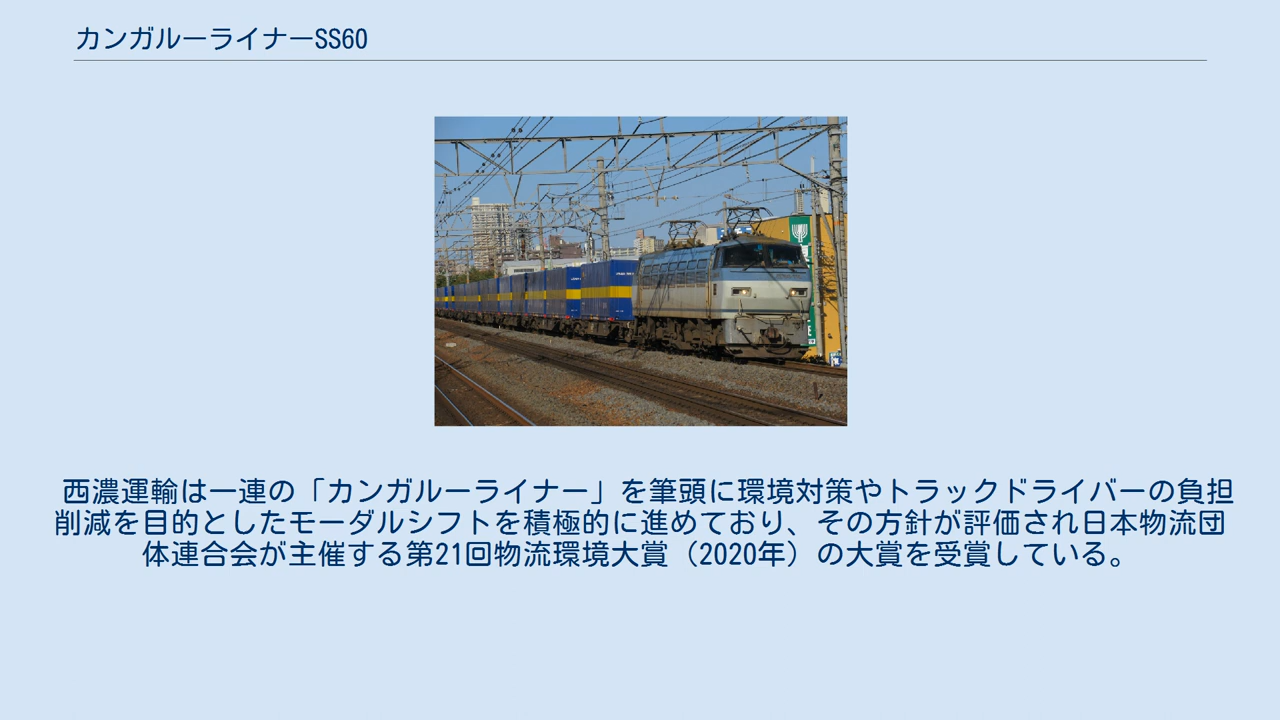 カンガルーライナーSS60
西濃運輸は一連の「カンガルーライナー」を筆頭に環境対策やトラックドライバーの負担
削減を目的としたモーダルシフトを積極的に進めており、その方針が評価され日本物流団
体連合会が主催する第21回物流環境大賞（2020年）の大賞を受賞している。